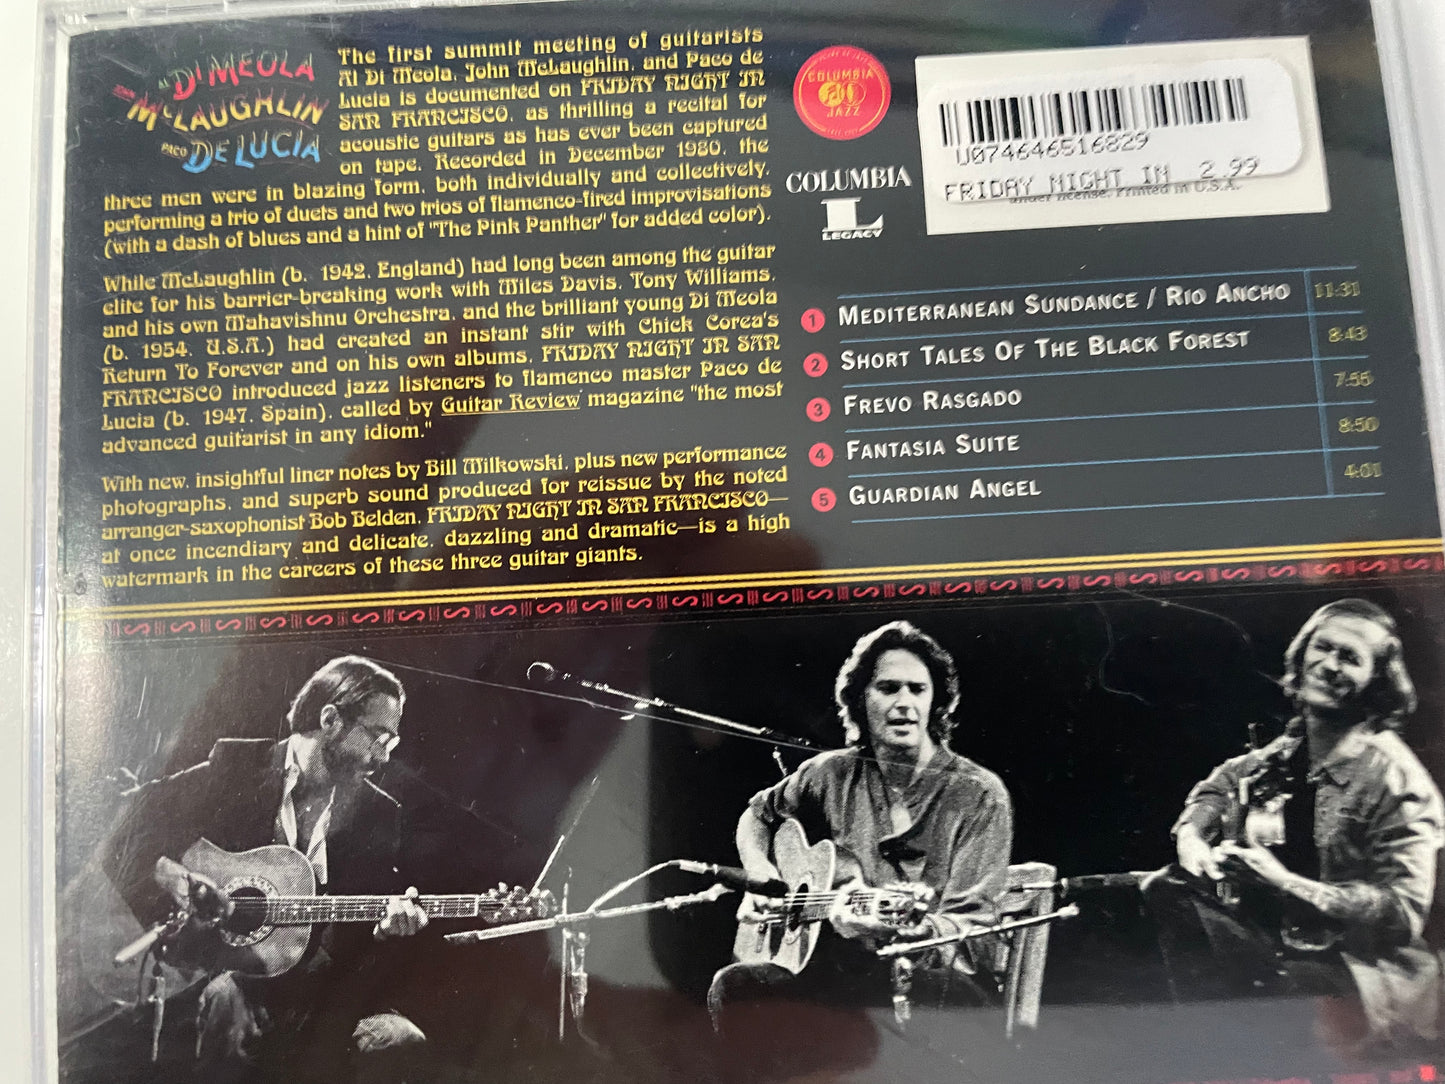 AL DI MEOLA
JOHN McLAUGHLIN
PACO DE LUCIA
The first summit meeting of guitarists
Al Di Meola, John McLaughlin, and Paco de
Lucia is documented on FRIDAY NIGHT IN
SAN FRANCISCO, as thrilling a recital for
acoustic guitars as has ever been captured
on tape. Recorded in December 1980, the
three men were in blazing form, both individually and collectively,
performing a trio of duets and two trios of flamenco-fired improvisations
(with a dash of blues and a hint of "The Pink Panther" for added color).
While McLaughlin (b. 1942, England) had long been among the guitar
elite for his barrier-breaking work with Miles Davis, Tony Williams,
and his own Mahavishnu Orchestra, and the brilliant young Di Meola
(b. 1954, U.S.A.) had created an instant stir with Chick Corea's
Return To Forever and on his own albums, FRIDAY NIGHT IN SAN
FRANCISCO introduced jazz listeners to flamenco master Paco de
Lucia (b. 1947, Spain), called by Guitar Review magazine "the most
advanced guitarist in any idiom."
With new, insightful liner notes by Bill Milkowski, plus new performance
photographs, and superb sound produced for reissue by the noted
arranger-saxophonist Bob Belden, FRIDAY NIGHT IN SAN FRANCISCO—
at once incendiary and delicate, dazzling and dramatic—is a high
watermark in the careers of these three guitar giants.
COLUMBIA
JAZZ
COLUMBIA
L
LEGACY
U074646516829
FRIDAY NIGHT IN 2.99
under license. Printed in U.S.A.
1 MEDITERRANEAN SUNDANCE / RIO ANCHO 11:31
2 SHORT TALES OF THE BLACK FOREST 8:43
3 FREVO RASGADO 7:55
4 FANTASIA SUITE 8:50
5 GUARDIAN ANGEL 4:01